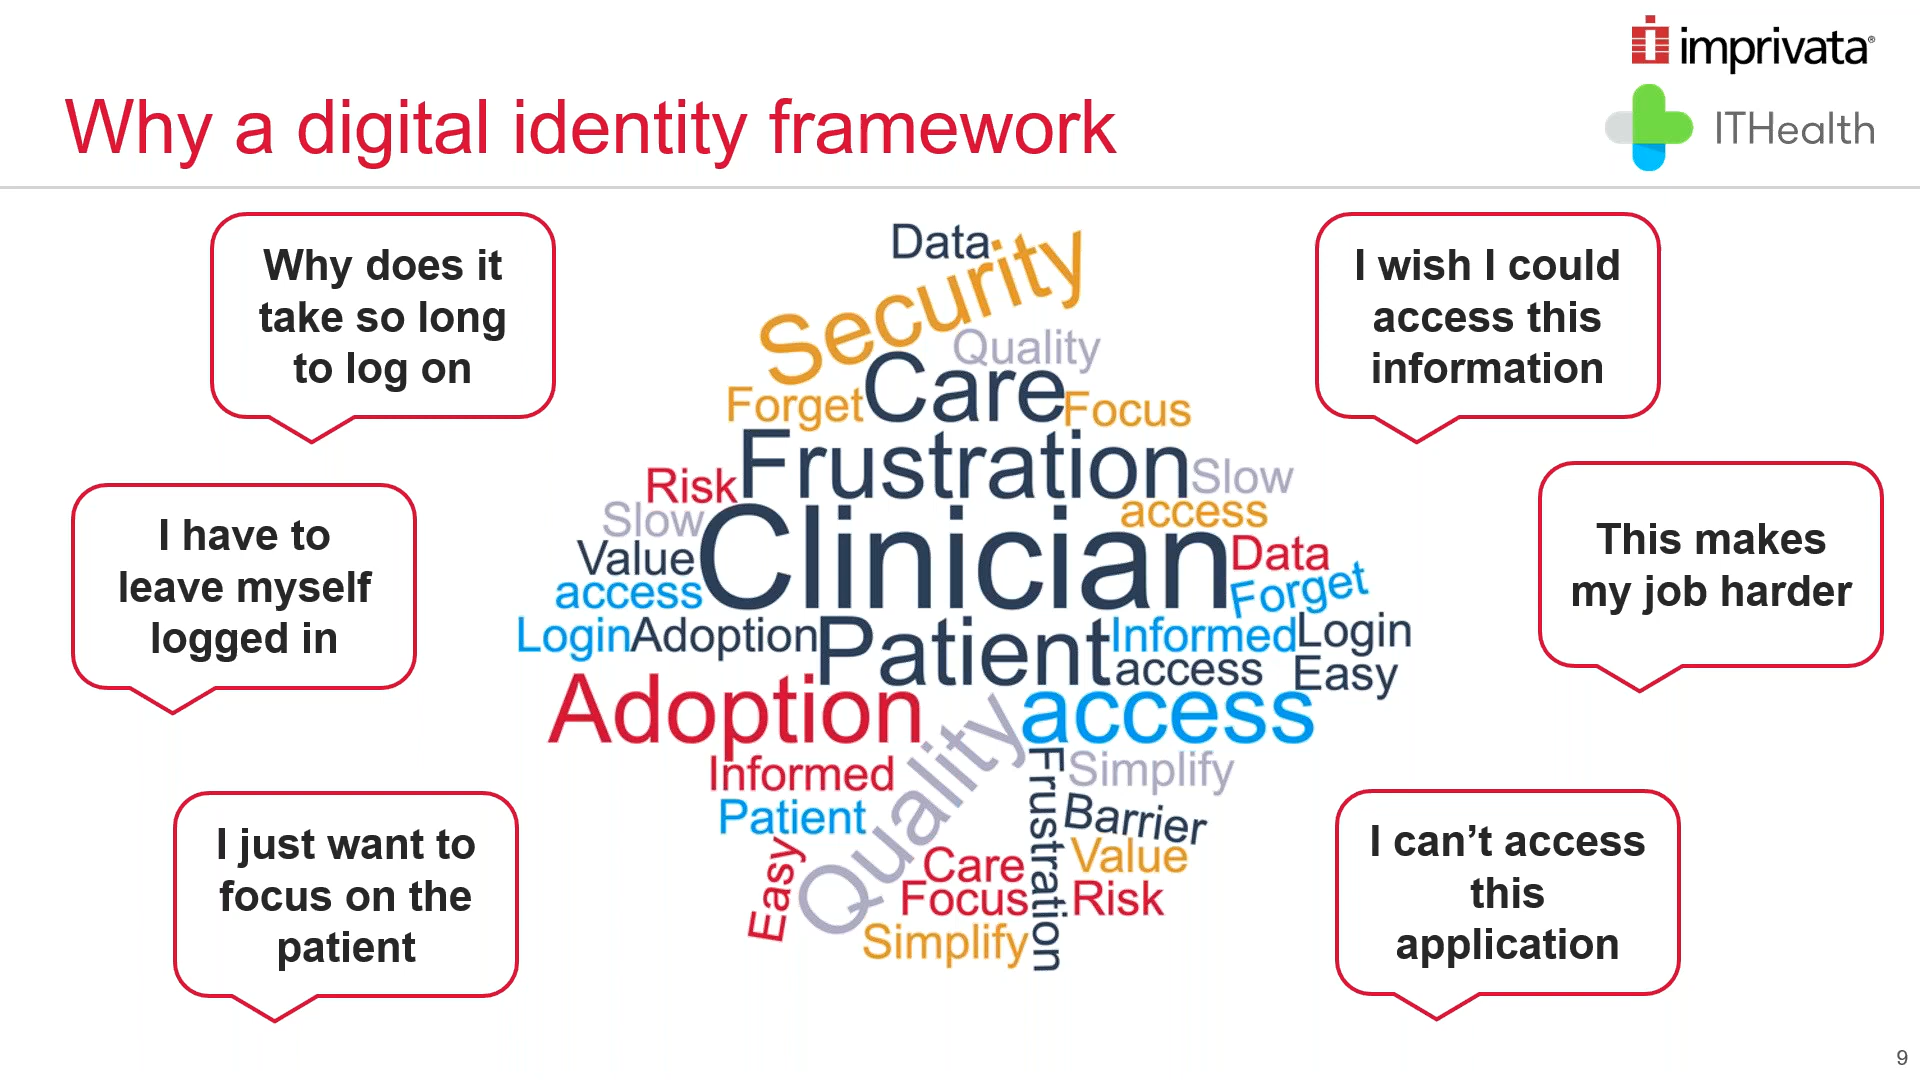 imprivata®
ITHealth
Why a digital identity framework
Why does it
take so long
to log on
I have to
leave myself
logged in
I just want to
focus on the
patient
Data
Security
Quality
Forget Care Focus
Frustration
Risk Slow
Slow access
Value Clinician Data
access Forget
Login Adoption Patient Informed Login
access Easy
Adoption Quality access
Informed Frustration Simplify
Patient Barrier
Easy Care Value
Focus Risk
Simplify
I wish I could
access this
information
This makes
my job harder
I can’t access
this
application
9